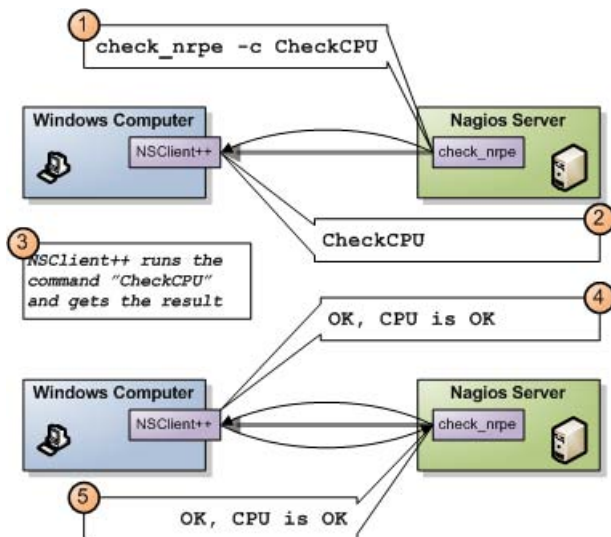 1
check_nrpe -c CheckCPU
Windows Computer
NSClient++
Nagios Server
check_nrpe
2
CheckCPU
3
NSClient++ runs the
command "CheckCPU"
and gets the result
4
OK, CPU is OK
Windows Computer
NSClient++
Nagios Server
check_nrpe
5
OK, CPU is OK